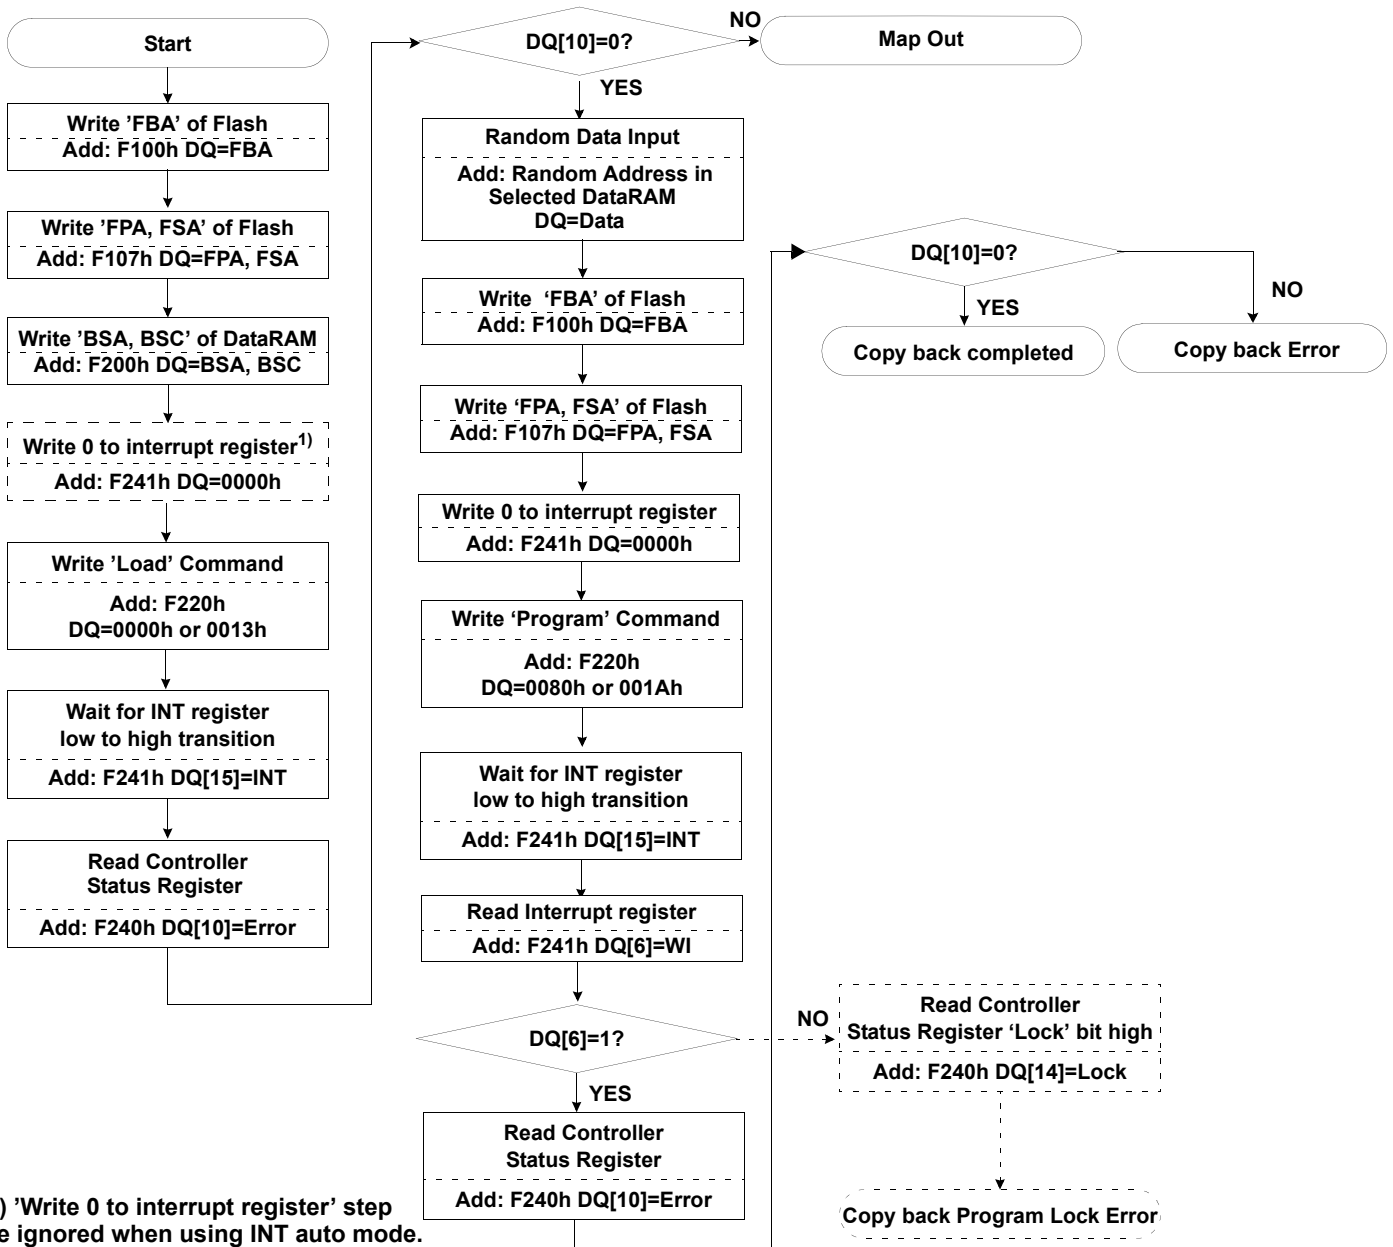 Start
Write 'FBA' of Flash
Add: F100h DQ=FBA
Write 'FPA, FSA' of Flash
Add: F107h DQ=FPA, FSA
Write 'BSA, BSC' of DataRAM
Add: F200h DQ=BSA, BSC
Write 0 to interrupt register1)
Add: F241h DQ=0000h
Write 'Load' Command
Add: F220h
DQ=0000h or 0013h
Wait for INT register
low to high transition
Add: F241h DQ[15]=INT
Read Controller
Status Register
Add: F240h DQ[10]=Error
DQ[10]=0?
NO
Map Out
YES
Random Data Input
Add: Random Address in
Selected DataRAM
DQ=Data
Write ‘FBA’ of Flash
Add: F100h DQ=FBA
Write ‘FPA, FSA’ of Flash
Add: F107h DQ=FPA, FSA
Write 0 to interrupt register
Add: F241h DQ=0000h
Write ‘Program’ Command
Add: F220h
DQ=0080h or 001Ah
Wait for INT register
low to high transition
Add: F241h DQ[15]=INT
Read Interrupt register
Add: F241h DQ[6]=WI
DQ[6]=1?
NO
YES
Read Controller
Status Register
Add: F240h DQ[10]=Error
Read Controller
Status Register ‘Lock’ bit high
Add: F240h DQ[14]=Lock
Copy back Program Lock Error
DQ[10]=0?
YES
NO
Copy back completed
Copy back Error
) 'Write 0 to interrupt register' step
e ignored when using INT auto mode.